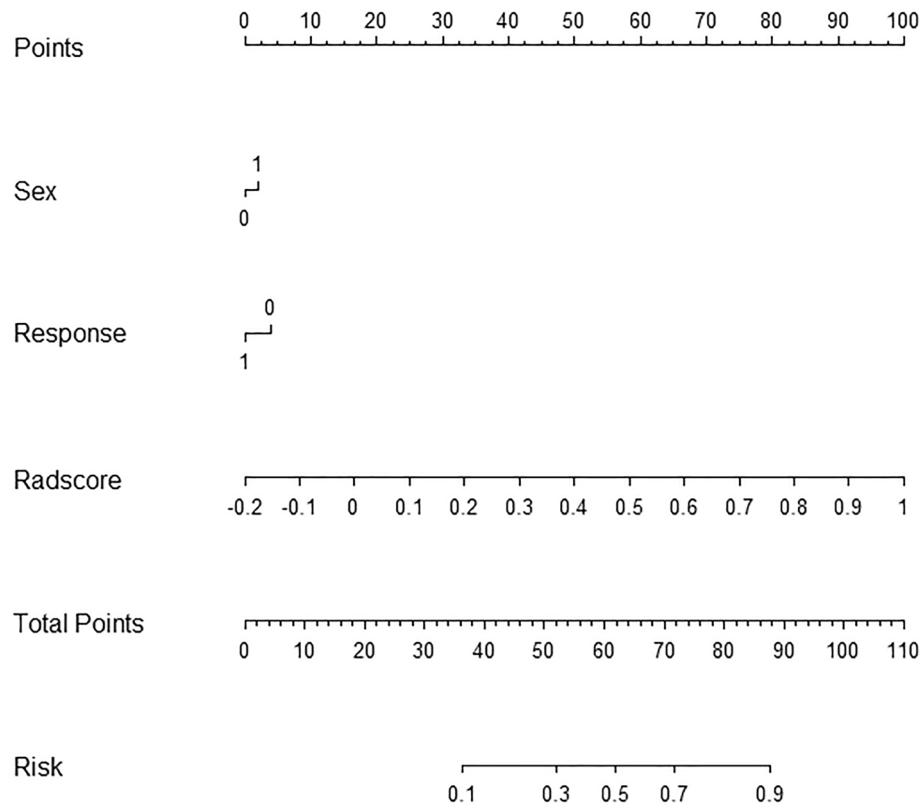 0 10 20 30 40 50 60 70 80 90 100
Points
1
Sex
0
0
Response
1
Radscore
-0.2 -0.1 0 0.1 0.2 0.3 0.4 0.5 0.6 0.7 0.8 0.9 1
Total Points
0 10 20 30 40 50 60 70 80 90 100 110
Risk
0.1 0.3 0.5 0.7 0.9